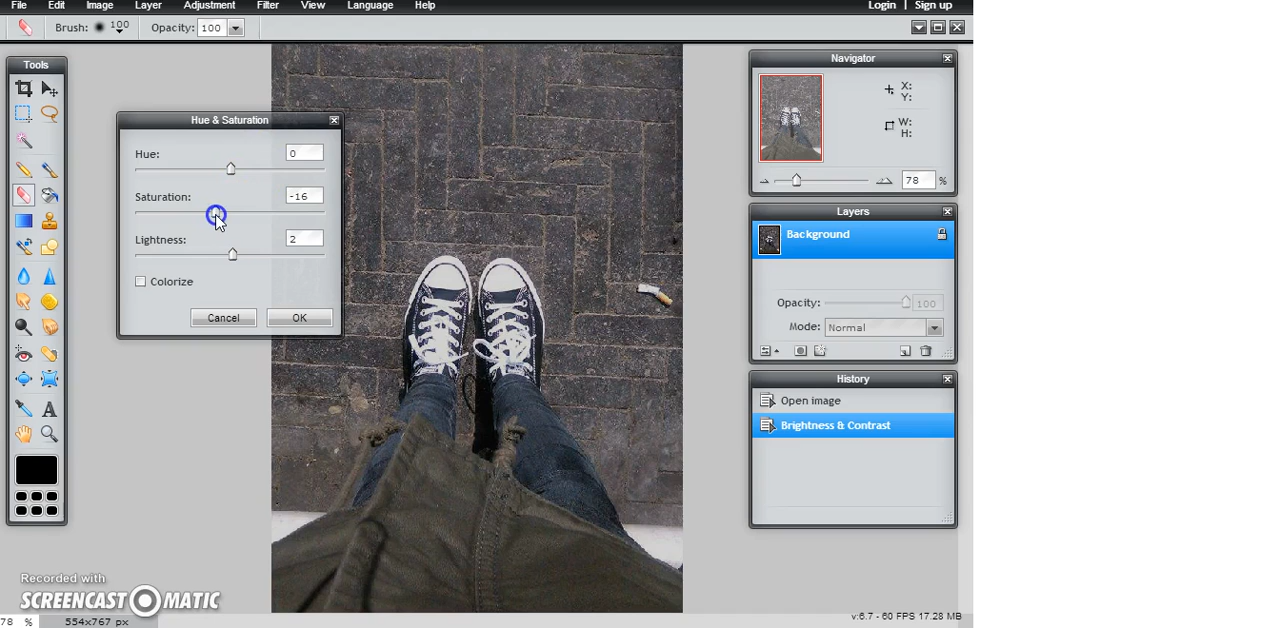 File Edit Image Layer Adjustment Filter View Language Help Login | Sign up
Brush: 100 Opacity: 100
Tools
Hue & Saturation
Hue: 0
Saturation: -16
Lightness: 2
Colorize
Cancel OK
Navigator
X:
Y:
W:
H:
78 %
Layers
Background
Opacity: 100
Mode: Normal
History
Open image
Brightness & Contrast
A
Recorded with
SCREENCAST MATIC
78 % 554x767 px
v:6.7 - 60 FPS 17.28 MB